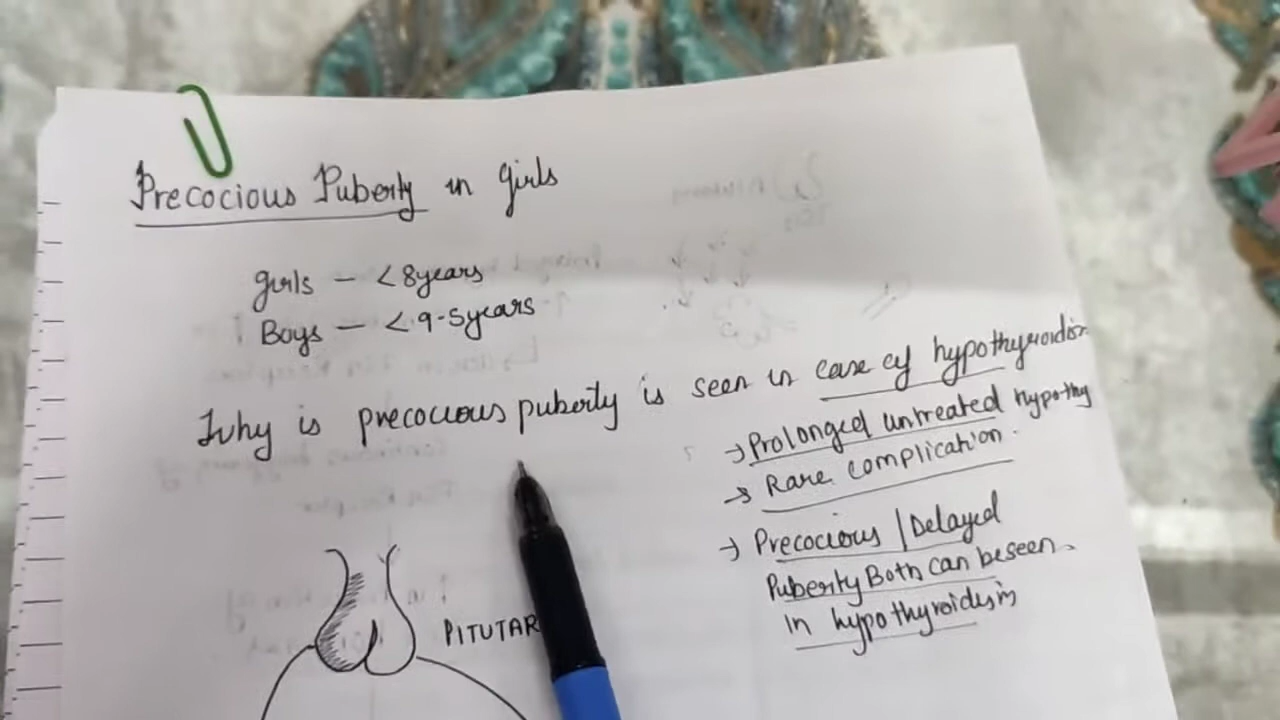 Precocious Puberty in girls
girls - <8years
Boys - <9-5years
Why is precocious puberty is seen in case of hypothyroidism
→ Prolonged untreated hypothy
→ Rare complication.
→ Precocious / Delayed
Puberty Both can be seen
in hypothyroidism
PITUTAR